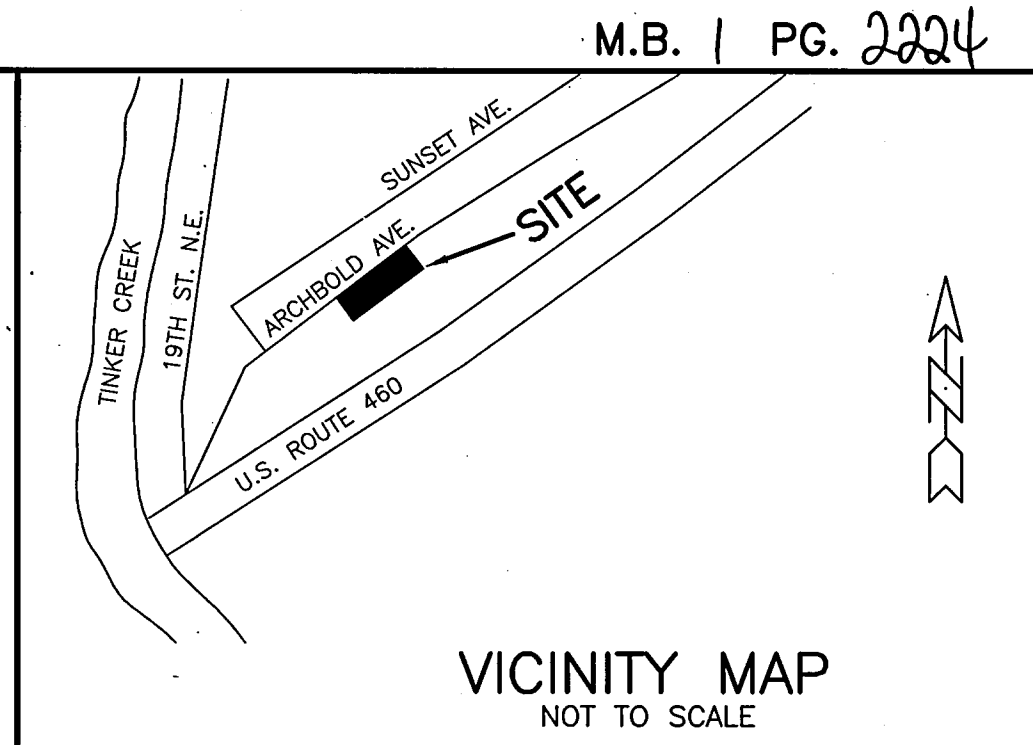 M.B. 1 PG. 2224
SUNSET AVE.
SITE
ARCHBOLD AVE.
19TH ST. N.E.
TINKER CREEK
U.S. ROUTE 460
N
VICINITY MAP
NOT TO SCALE